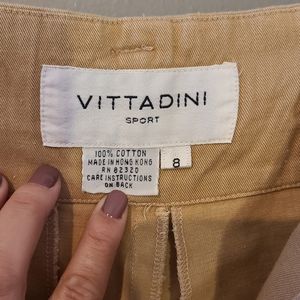 VITTADINI
SPORT
100% COTTON
MADE IN HONG KONG
RN 82320
CARE INSTRUCTIONS
ON BACK
8